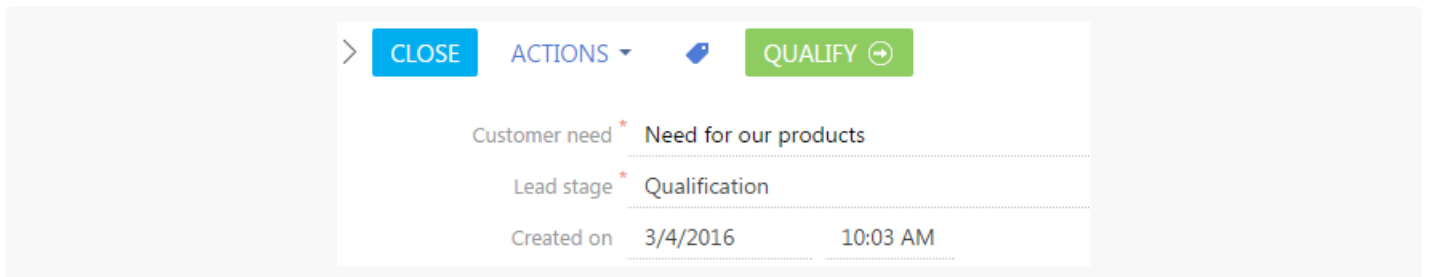 CLOSE ACTIONS QUALIFY
Customer need * Need for our products
Lead stage * Qualification
Created on 3/4/2016 10:03 AM